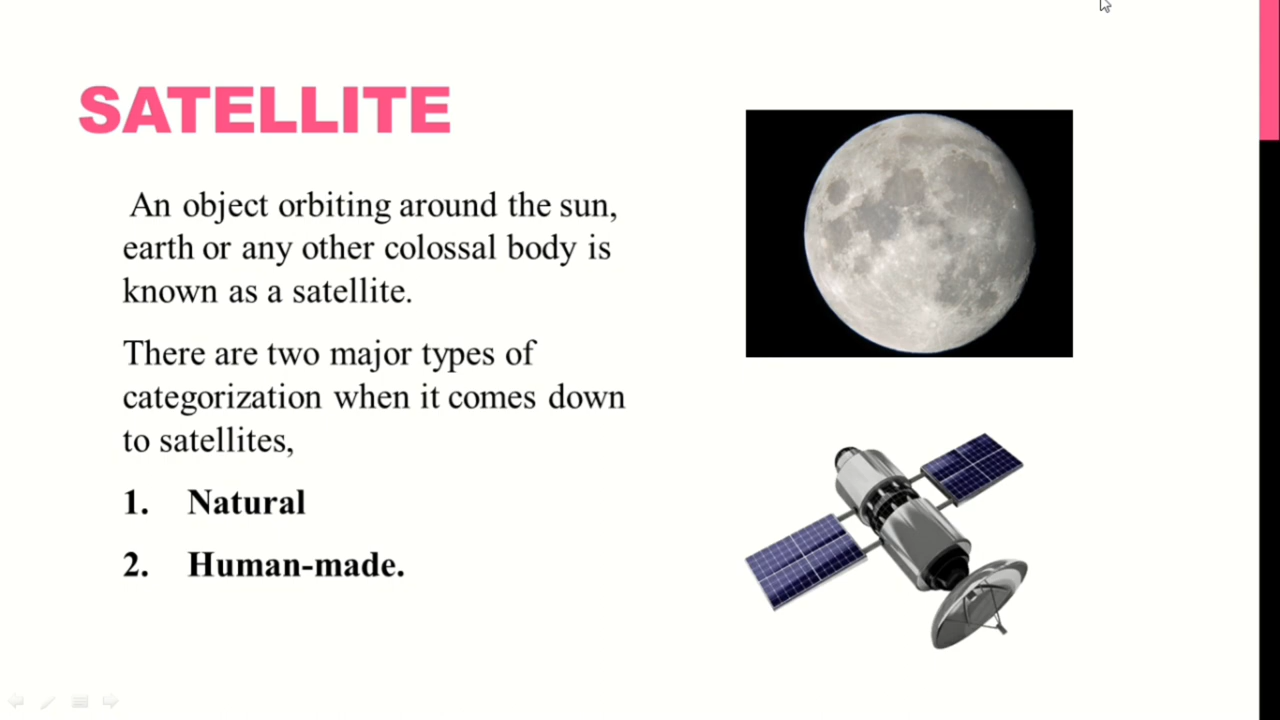 SATELLITE
An object orbiting around the sun,
earth or any other colossal body is
known as a satellite.
There are two major types of
categorization when it comes down
to satellites,
1. Natural
2. Human-made.